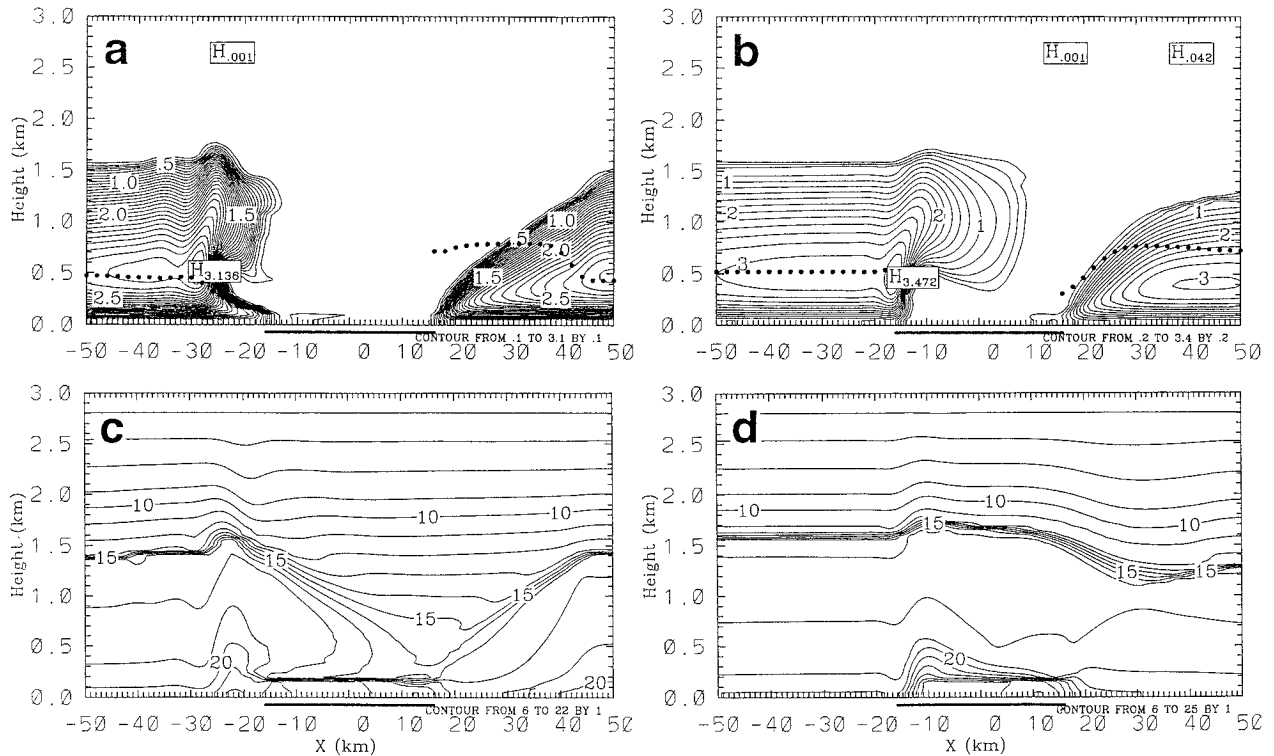 a
H.001
3.0
2.5
2.0
1.5
1.0
0.5
0.0
Height (km)
.5
1.0
2.0
1.5
H3.136
2.5
.5
1.0
2.0
1.5
2.5
-50 -40 -30 -20 -10 0 10 20 30 40 50
CONTOUR FROM .1 TO 3.1 BY .1
b
H.001
H.042
3.0
2.5
2.0
1.5
1.0
0.5
0.0
Height (km)
1
2
3
2
1
H3.472
1
2
3
-50 -40 -30 -20 -10 0 10 20 30 40 50
CONTOUR FROM .2 TO 3.4 BY .2
c
3.0
2.5
2.0
1.5
1.0
0.5
0.0
Height (km)
10
10
10
15
15
15
15
20
20
-50 -40 -30 -20 -10 0 10 20 30 40 50
CONTOUR FROM 6 TO 22 BY 1
X (km)
d
3.0
2.5
2.0
1.5
1.0
0.5
0.0
Height (km)
10
10
10
15
15
15
20
-50 -40 -30 -20 -10 0 10 20 30 40 50
CONTOUR FROM 6 TO 25 BY 1
X (km)